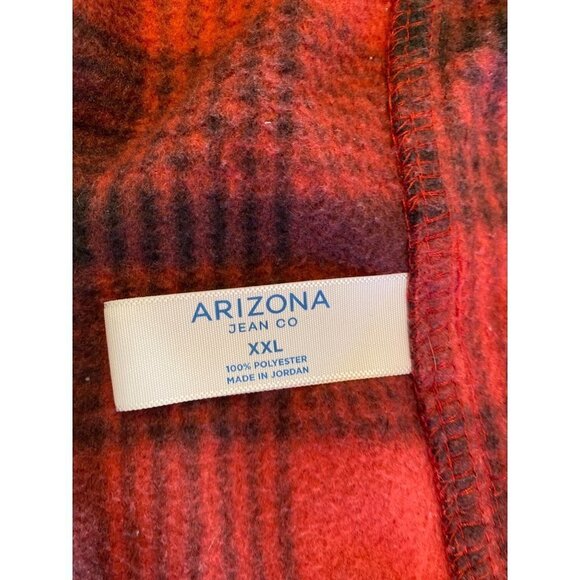 ARIZONA
JEAN CO
XXL
100% POLYESTER
MADE IN JORDAN